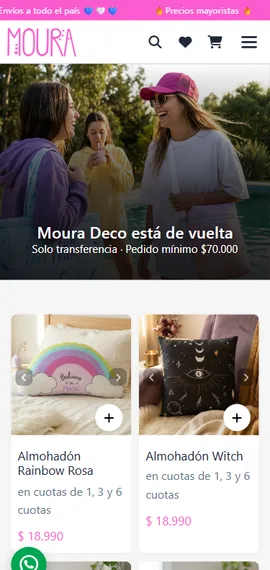 Envíos a todo el país 💙🤍💙 🔥 Precios mayoristas 🔥
MOURA
Moura Deco está de vuelta
Solo transferencia · Pedido mínimo $70.000
Believe
MAGIC
Almohadón
Rainbow Rosa
en cuotas de 1, 3 y 6
cuotas
$ 18.990
Almohadón Witch
en cuotas de 1, 3 y 6
cuotas
$ 18.990